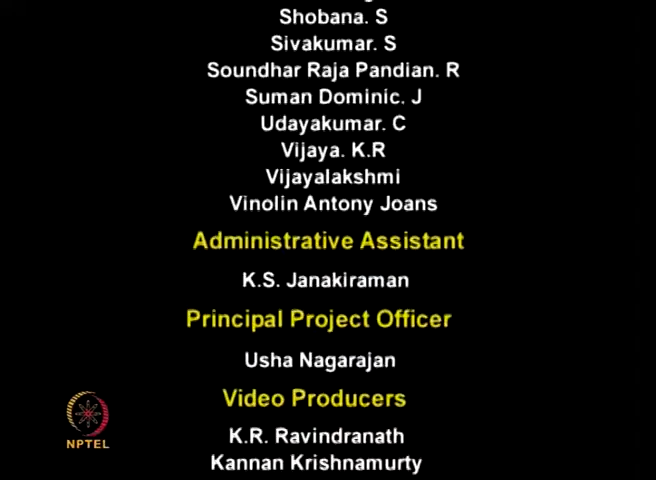 Shobana. S
Sivakumar. S
Soundhar Raja Pandian. R
Suman Dominic. J
Udayakumar. C
Vijaya. K.R
Vijayalakshmi
Vinolin Antony Joans
Administrative Assistant
K.S. Janakiraman
Principal Project Officer
Usha Nagarajan
Video Producers
K.R. Ravindranath
Kannan Krishnamurty
NPTEL